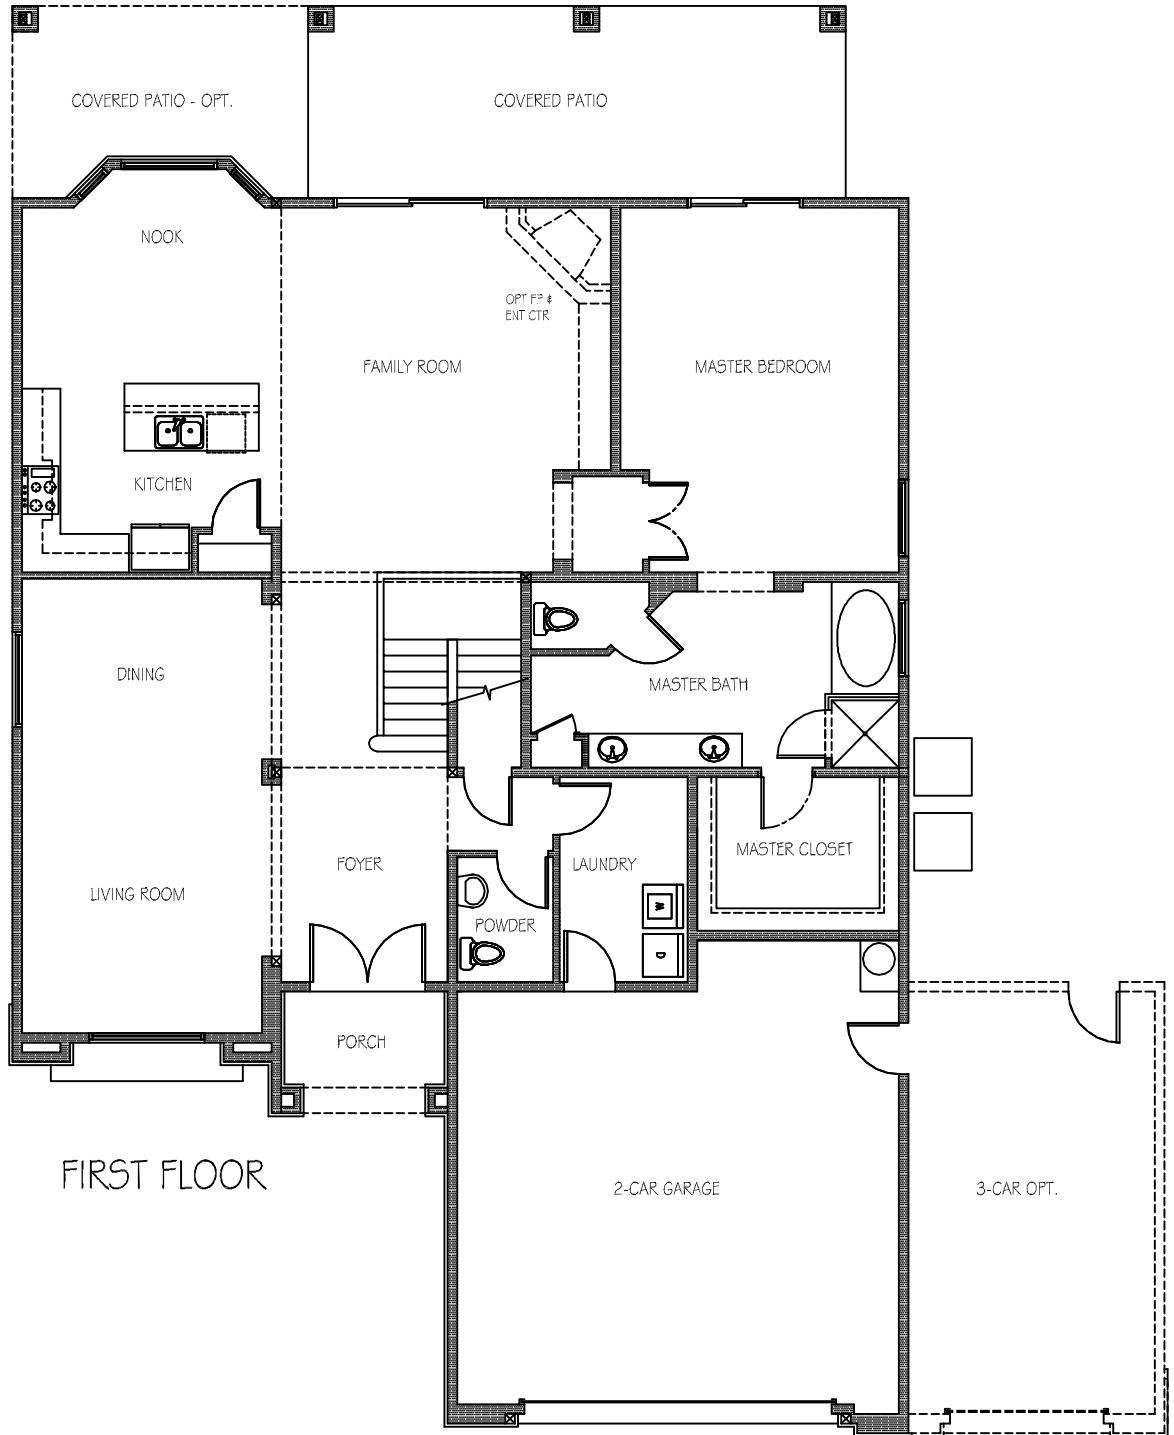 COVERED PATIO - OPT.
COVERED PATIO
NOOK
OPT F.P &
ENT CTR
FAMILY ROOM
MASTER BEDROOM
KITCHEN
DINING
MASTER BATH
MASTER CLOSET
FOYER
LAUNDRY
LIVING ROOM
W
POWDER
D
PORCH
FIRST FLOOR
2-CAR GARAGE
3-CAR OPT.